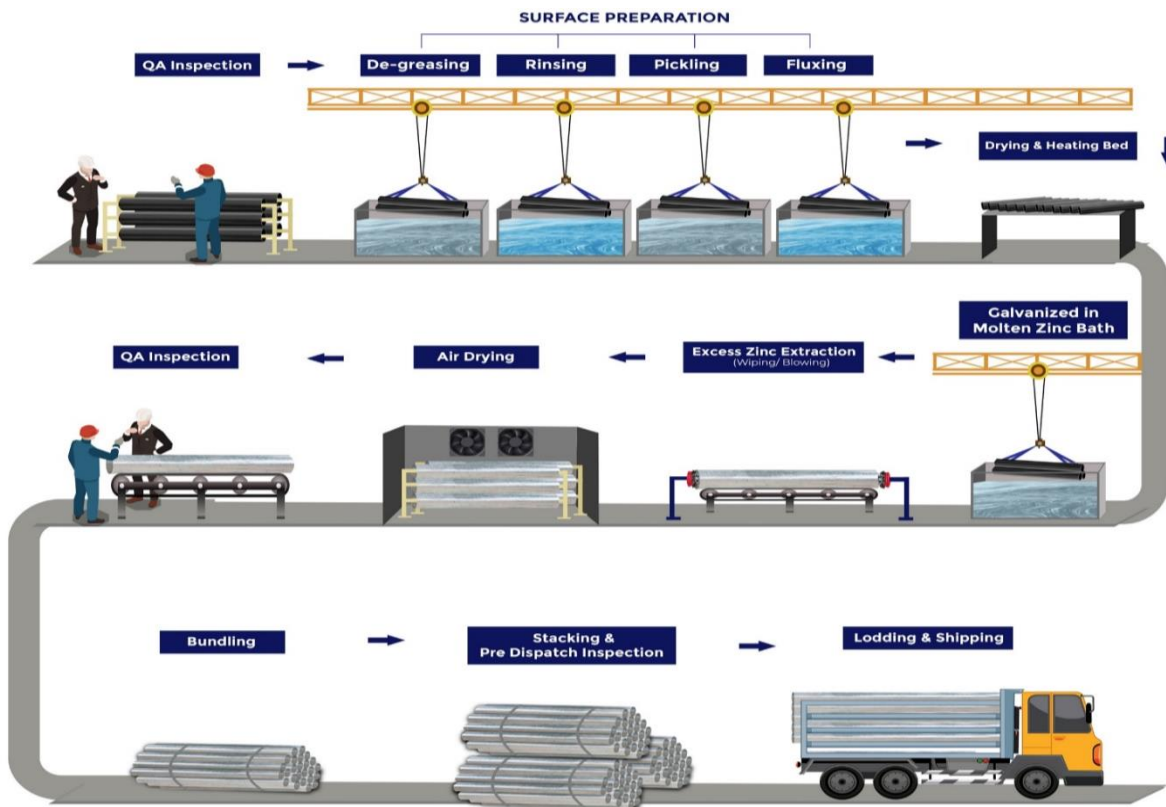 SURFACE PREPARATION
QA Inspection
De-greasing
Rinsing
Pickling
Fluxing
Drying & Heating Bed
Galvanized in
Molten Zinc Bath
Excess Zinc Extraction
(Wiping/ Blowing)
Air Drying
QA Inspection
Bundling
Stacking &
Pre Dispatch Inspection
Lodding & Shipping